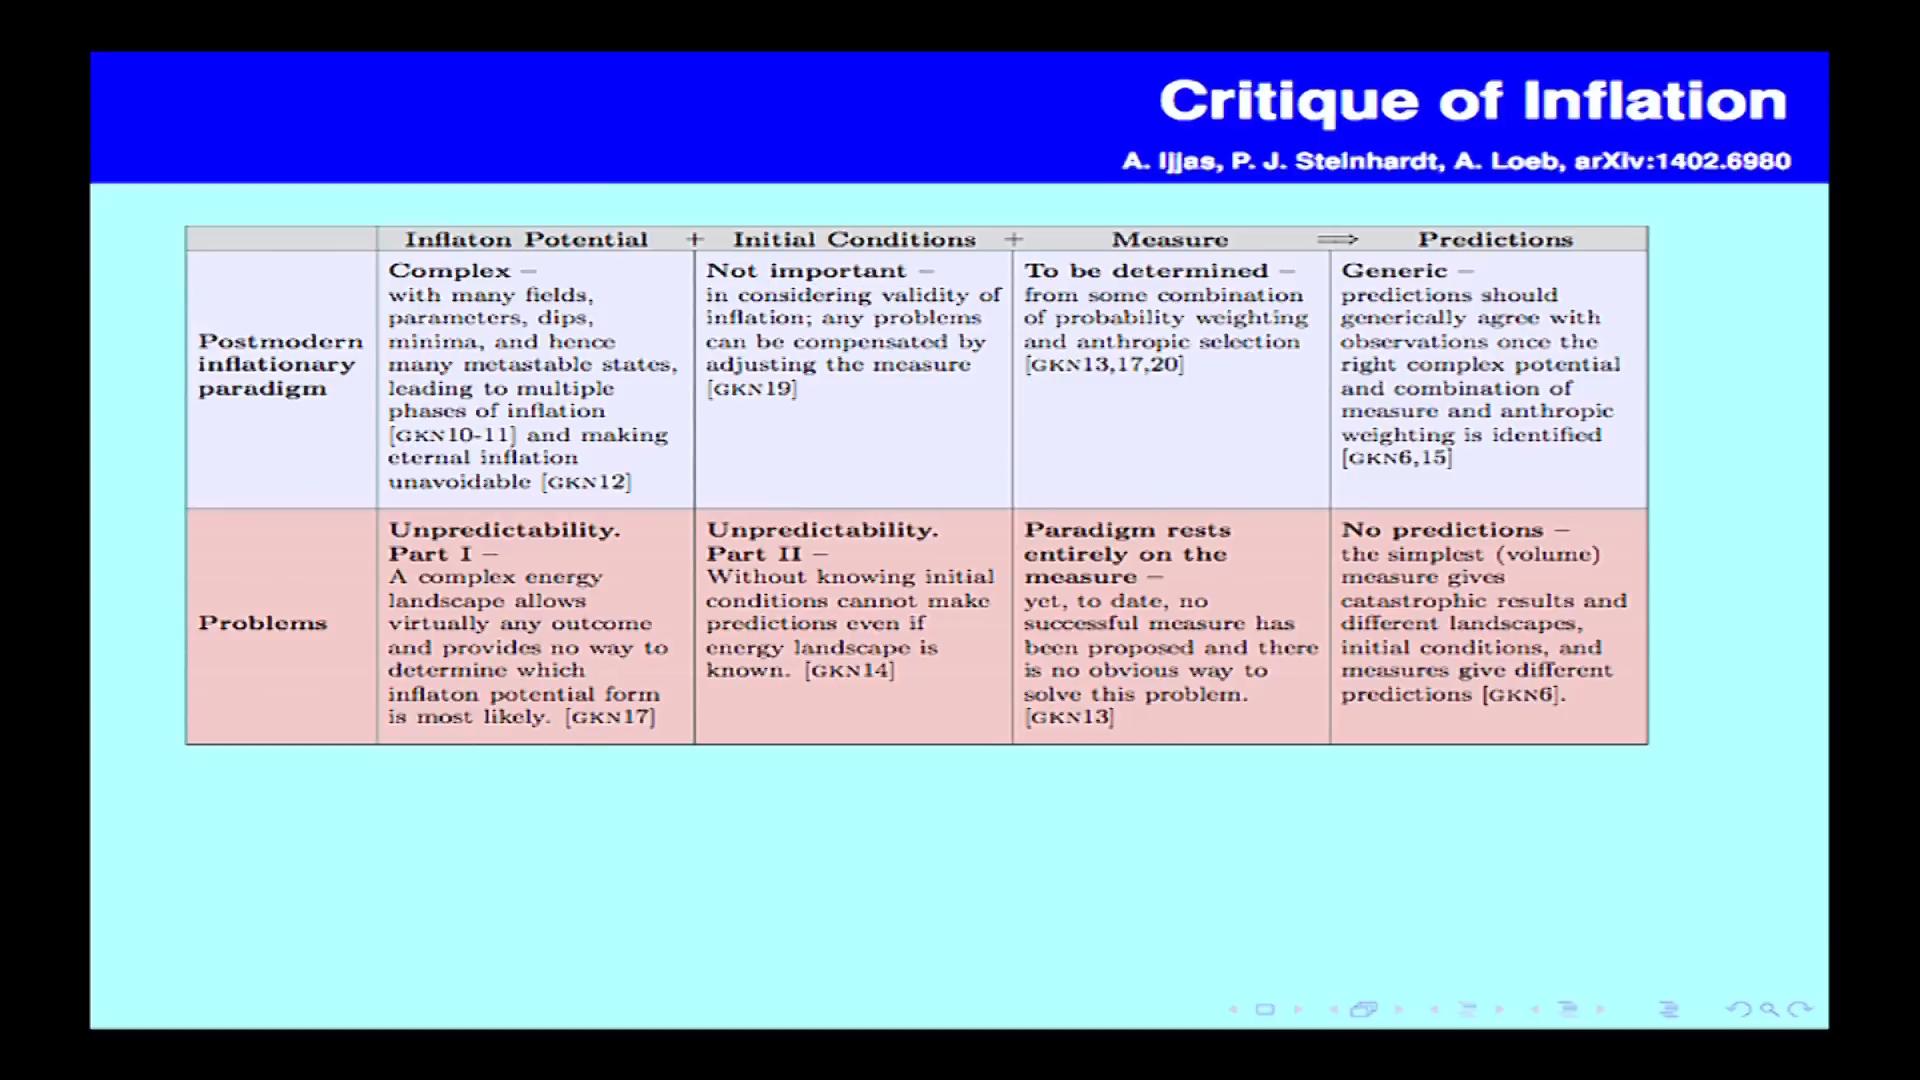 Critique of Inflation
A. Ijjas, P. J. Steinhardt, A. Loeb, arXiv:1402.6980
Inflaton Potential + Initial Conditions + Measure ⟹ Predictions
Postmodern
inflationary
paradigm
Complex –
with many fields,
parameters, dips,
minima, and hence
many metastable states,
leading to multiple
phases of inflation
[GKN10-11] and making
eternal inflation
unavoidable [GKN12]
Not important –
in considering validity of
inflation; any problems
can be compensated by
adjusting the measure
[GKN19]
To be determined –
from some combination
of probability weighting
and anthropic selection
[GKN13,17,20]
Generic –
predictions should
generically agree with
observations once the
right complex potential
and combination of
measure and anthropic
weighting is identified
[GKN6,15]
Problems
Unpredictability.
Part I –
A complex energy
landscape allows
virtually any outcome
and provides no way to
determine which
inflaton potential form
is most likely. [GKN17]
Unpredictability.
Part II –
Without knowing initial
conditions cannot make
predictions even if
energy landscape is
known. [GKN14]
Paradigm rests
entirely on the
measure –
yet, to date, no
successful measure has
been proposed and there
is no obvious way to
solve this problem.
[GKN13]
No predictions –
the simplest (volume)
measure gives
catastrophic results and
different landscapes,
initial conditions, and
measures give different
predictions [GKN6].